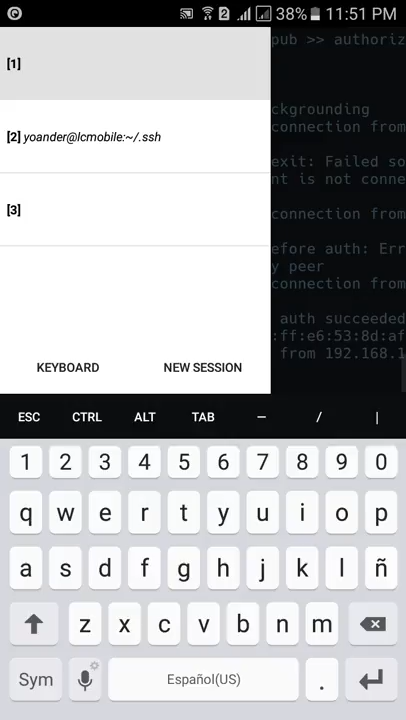 2 38% 11:51 PM
[1]
pub >> authoriz
ckgrounding
connection from
[2] yoander@lcmobile:~/.ssh
exit: Failed so
nt is not conne
[3]
connection from
efore auth: Err
y peer
connection from
auth succeeded
:ff:e6:53:8d:af
from 192.168.1
KEYBOARD NEW SESSION
ESC CTRL ALT TAB — / |
1 2 3 4 5 6 7 8 9 0
q w e r t y u i o p
a s d f g h j k l ñ
z x c v b n m
Sym Español(US) .